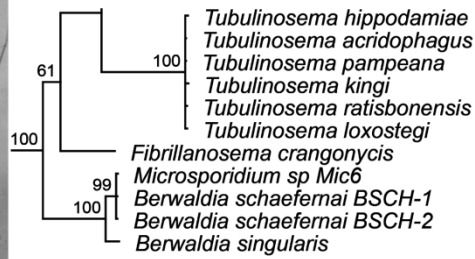 Tubulinosema hippodamiae
Tubulinosema acridophagus
100 Tubulinosema pampeana
61 Tubulinosema kingi
Tubulinosema ratisbonensis
100 Tubulinosema loxostegi
Fibrillanosema crangonycis
99 Microsporidium sp Mic6
Berwaldia schaefernai BSCH-1
100 Berwaldia schaefernai BSCH-2
Berwaldia singularis